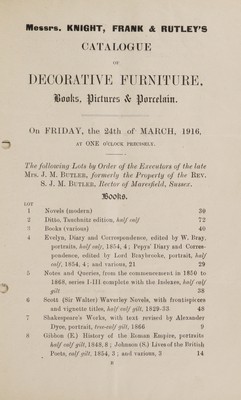 Messrs. KNIGHT, FRANK & RUTLEY'S
CATALOGUE
OF
DECORATIVE FURNITURE,
Books, Pictures & Porcelain.
On FRIDAY, the 24th of MARCH, 1916,
AT ONE O'CLOCK PRECISELY.
The following Lots by Order of the Executors of the late
MRS. J. M. BUTLER, formerly the Property of the REV.
S. J. M. BUTLER, Rector of Maresfield, Sussex.
Books.
LOT
1 Novels (modern) 30
2 Ditto, Tauchnitz edition, half calf 72
3 Books (various) 40
4 Evelyn, Diary and Correspondence, edited by W. Bray,
portraits, half calf, 1854, 4; Pepys' Diary and Corres-
pondence, edited by Lord Braybrooke, portrait, half
calf, 1854, 4; and various, 21 29
5 Notes and Queries, from the commencement in 1850 to
1868, series I-III complete with the Indexes, half calf
gilt 38
6 Scott (Sir Walter) Waverley Novels, with frontispieces
and vignette titles, half calf gilt, 1829-33 48
7 Shakespeare's Works, with text revised by Alexander
Dyce, portrait, tree-calf gilt, 1866 9
8 Gibbon (E.) History of the Roman Empire, portraits
half calf gilt, 1848, 8; Johnson (S.) Lives of the British
Poets, calf gilt, 1854, 3; and various, 3 14